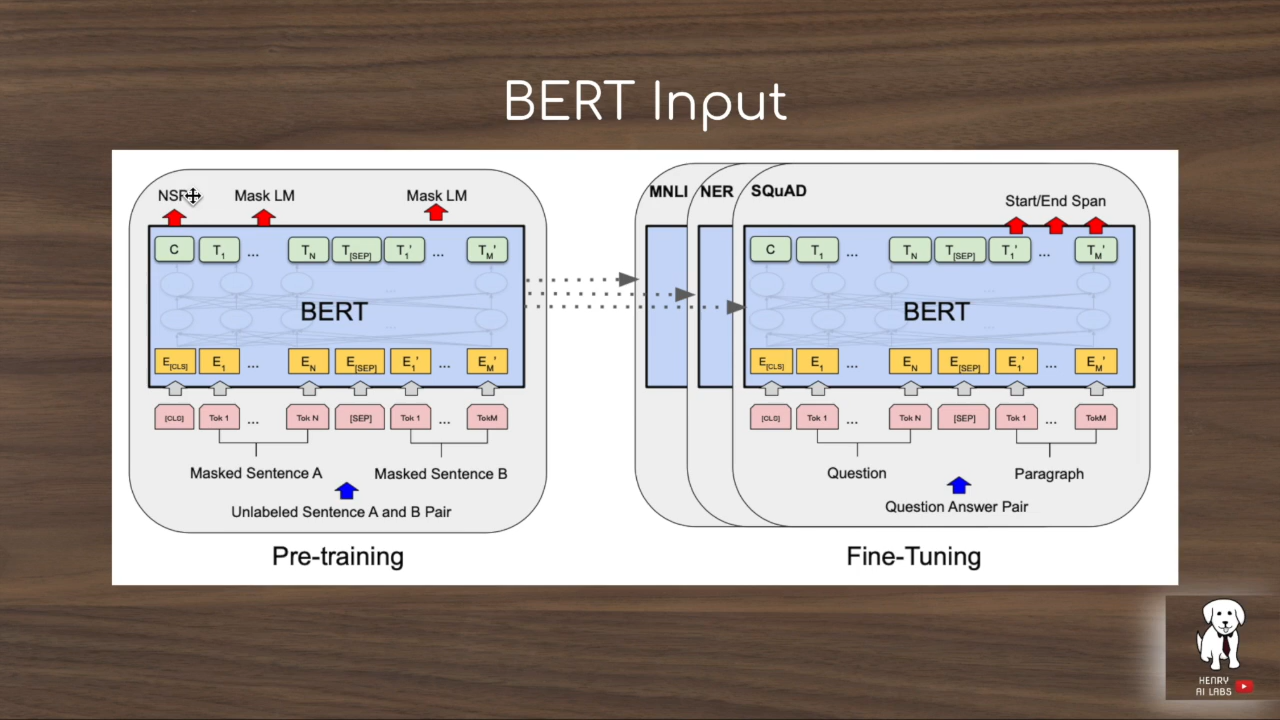 BERT Input
NSP
Mask LM
Mask LM
C
T1
...
TN
T[SEP]
T1'
...
TM'
BERT
E[CLS]
E1
...
EN
E[SEP]
E1'
...
EM'
[CLS]
Tok 1
...
Tok N
[SEP]
Tok 1
...
TokM
Masked Sentence A
Masked Sentence B
Unlabeled Sentence A and B Pair
Pre-training
MNLI
NER
SQuAD
Start/End Span
C
T1
...
TN
T[SEP]
T1'
...
TM'
BERT
E[CLS]
E1
...
EN
E[SEP]
E1'
...
EM'
[CLS]
Tok 1
...
Tok N
[SEP]
Tok 1
...
TokM
Question
Paragraph
Question Answer Pair
Fine-Tuning
HENRY
AI LABS